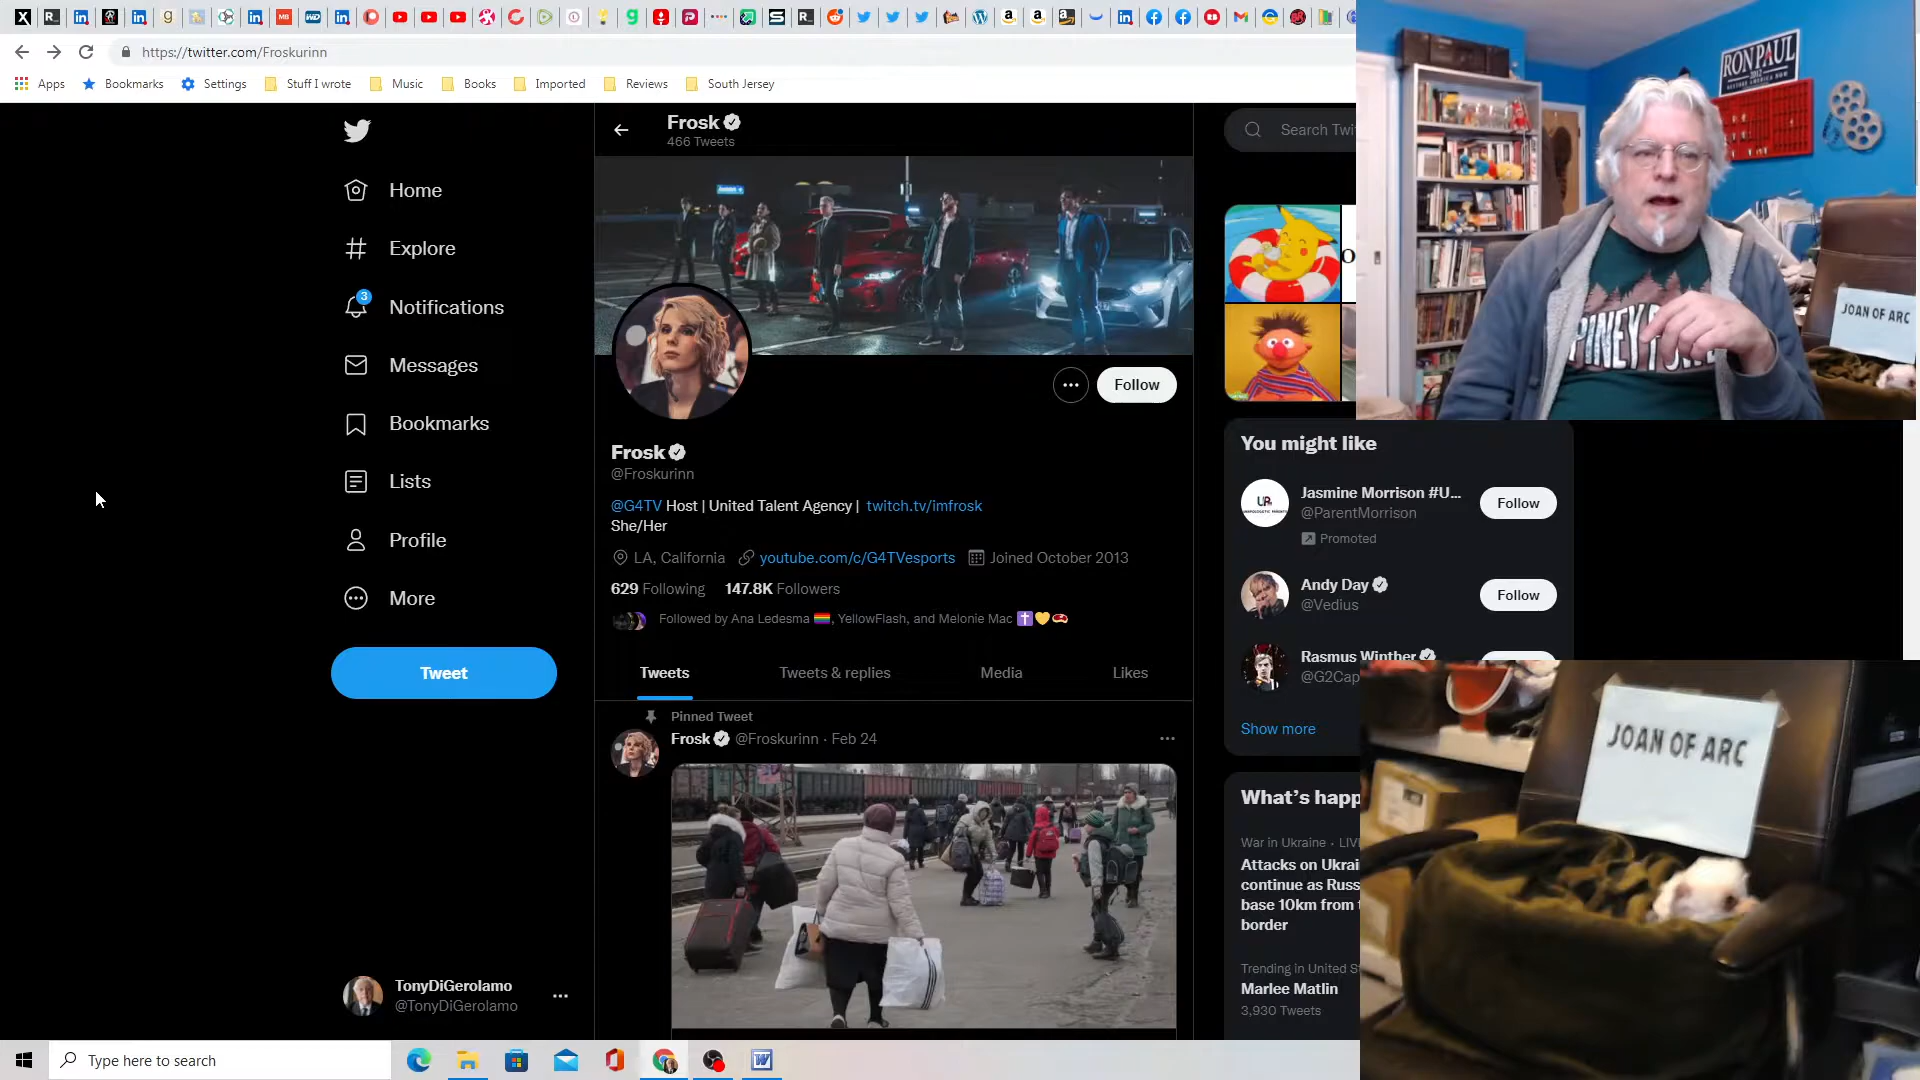 https://twitter.com/Froskurinn
Apps
Bookmarks
Settings
Stuff I wrote
Music
Books
Imported
Reviews
South Jersey
Home
Explore
3
Notifications
Messages
Bookmarks
Lists
Profile
More
Tweet
TonyDiGerolamo
@TonyDiGerolamo
Frosk
466 Tweets
Follow
Frosk
@Froskurinn
@G4TV Host | United Talent Agency | twitch.tv/imfrosk
She/Her
LA, California youtube.com/c/G4TVesports Joined October 2013
629 Following 147.8K Followers
Followed by Ana Ledesma, YellowFlash, and Melonie Mac
Tweets Tweets & replies Media Likes
Pinned Tweet
Frosk @Froskurinn · Feb 24
Search Twi
You might like
Jasmine Morrison #U...
@ParentMorrison
Promoted
Follow
Andy Day
@Vedius
Follow
Rasmus Winther
@G2Cap
Show more
What's happ
War in Ukraine · LIV
Attacks on Ukrai
continue as Russ
base 10km from t
border
Trending in United S
Marlee Matlin
3,930 Tweets
RON PAUL
2012
PINEY POWER
JOAN OF ARC
JOAN OF ARC
Type here to search